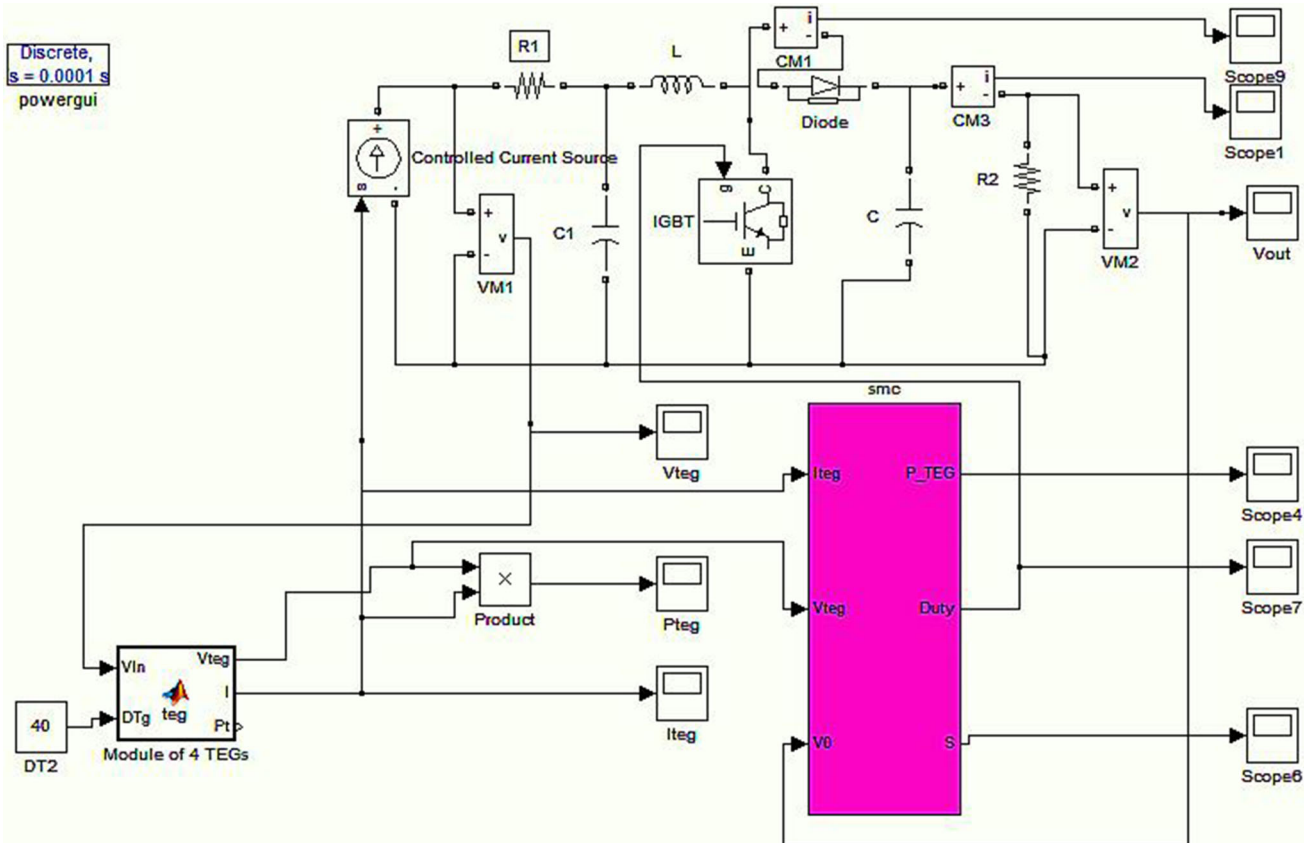 Discrete,
s = 0.0001 s
powergui
R1
L
+
i
-
CM1
Scope9
Diode
+
i
-
CM3
Scope1
+
s
-
Controlled Current Source
+
v
-
VM1
C1
g
C
IGBT
E
C
R2
+
v
-
VM2
Vout
smc
Vteg
Iteg
P_TEG
Scope4
×
Product
Pteg
Vteg
Duty
Scope7
VIn
Vteg
teg
I
DTg
Pt
Module of 4 TEGs
40
DT2
Iteg
V0
S
Scope6